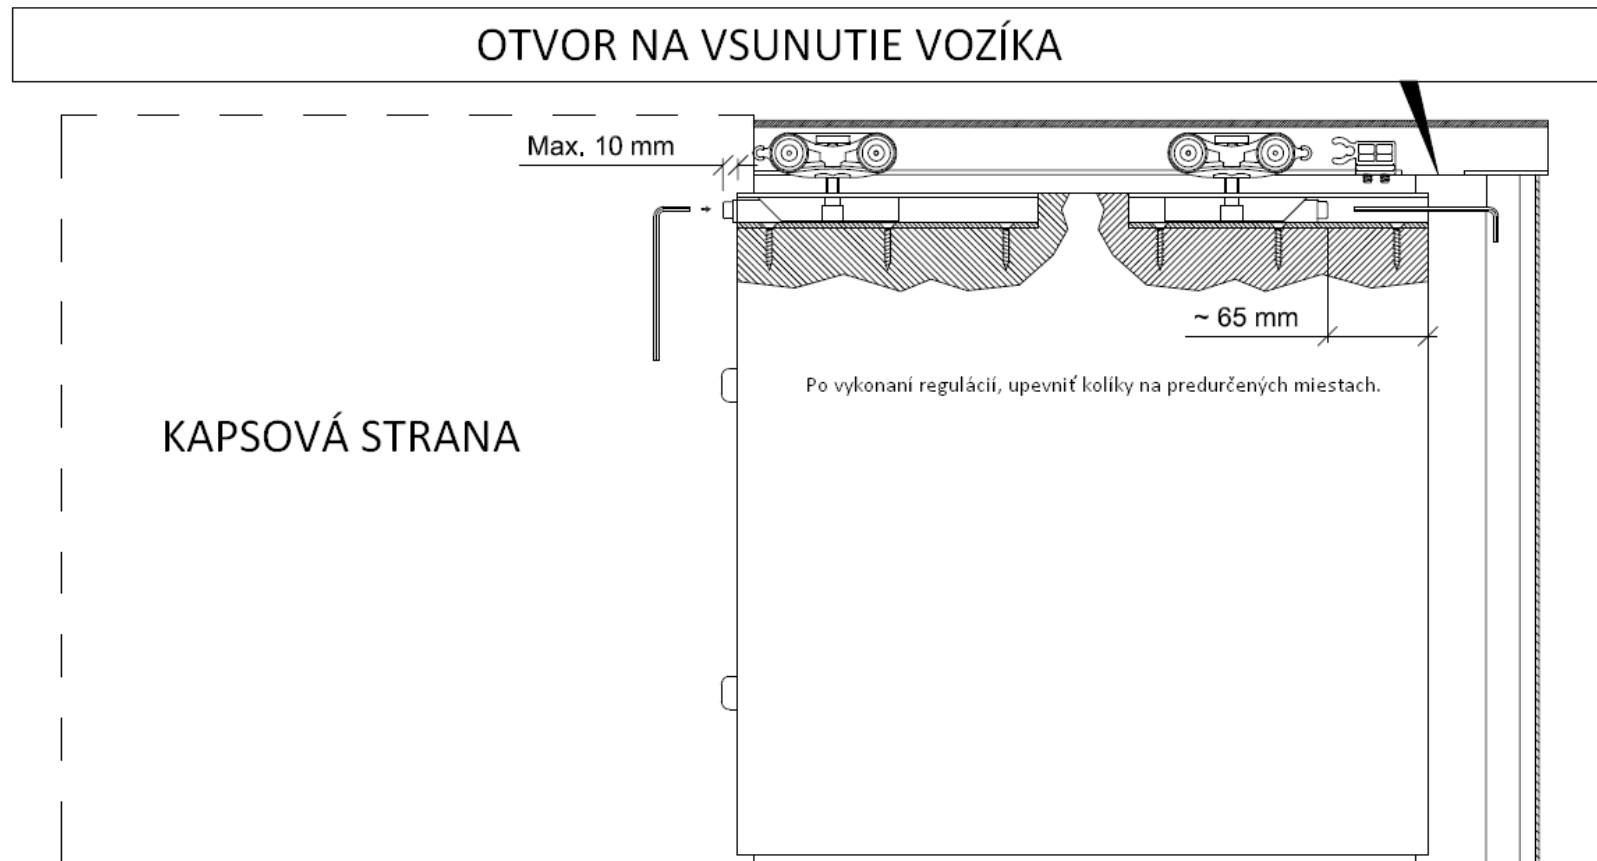 OTVOR NA VSUNUTIE VOZÍKA
Max. 10 mm
~ 65 mm
Po vykonaní regulácií, upevniť kolíky na predurčených miestach.
KAPSOVÁ STRANA